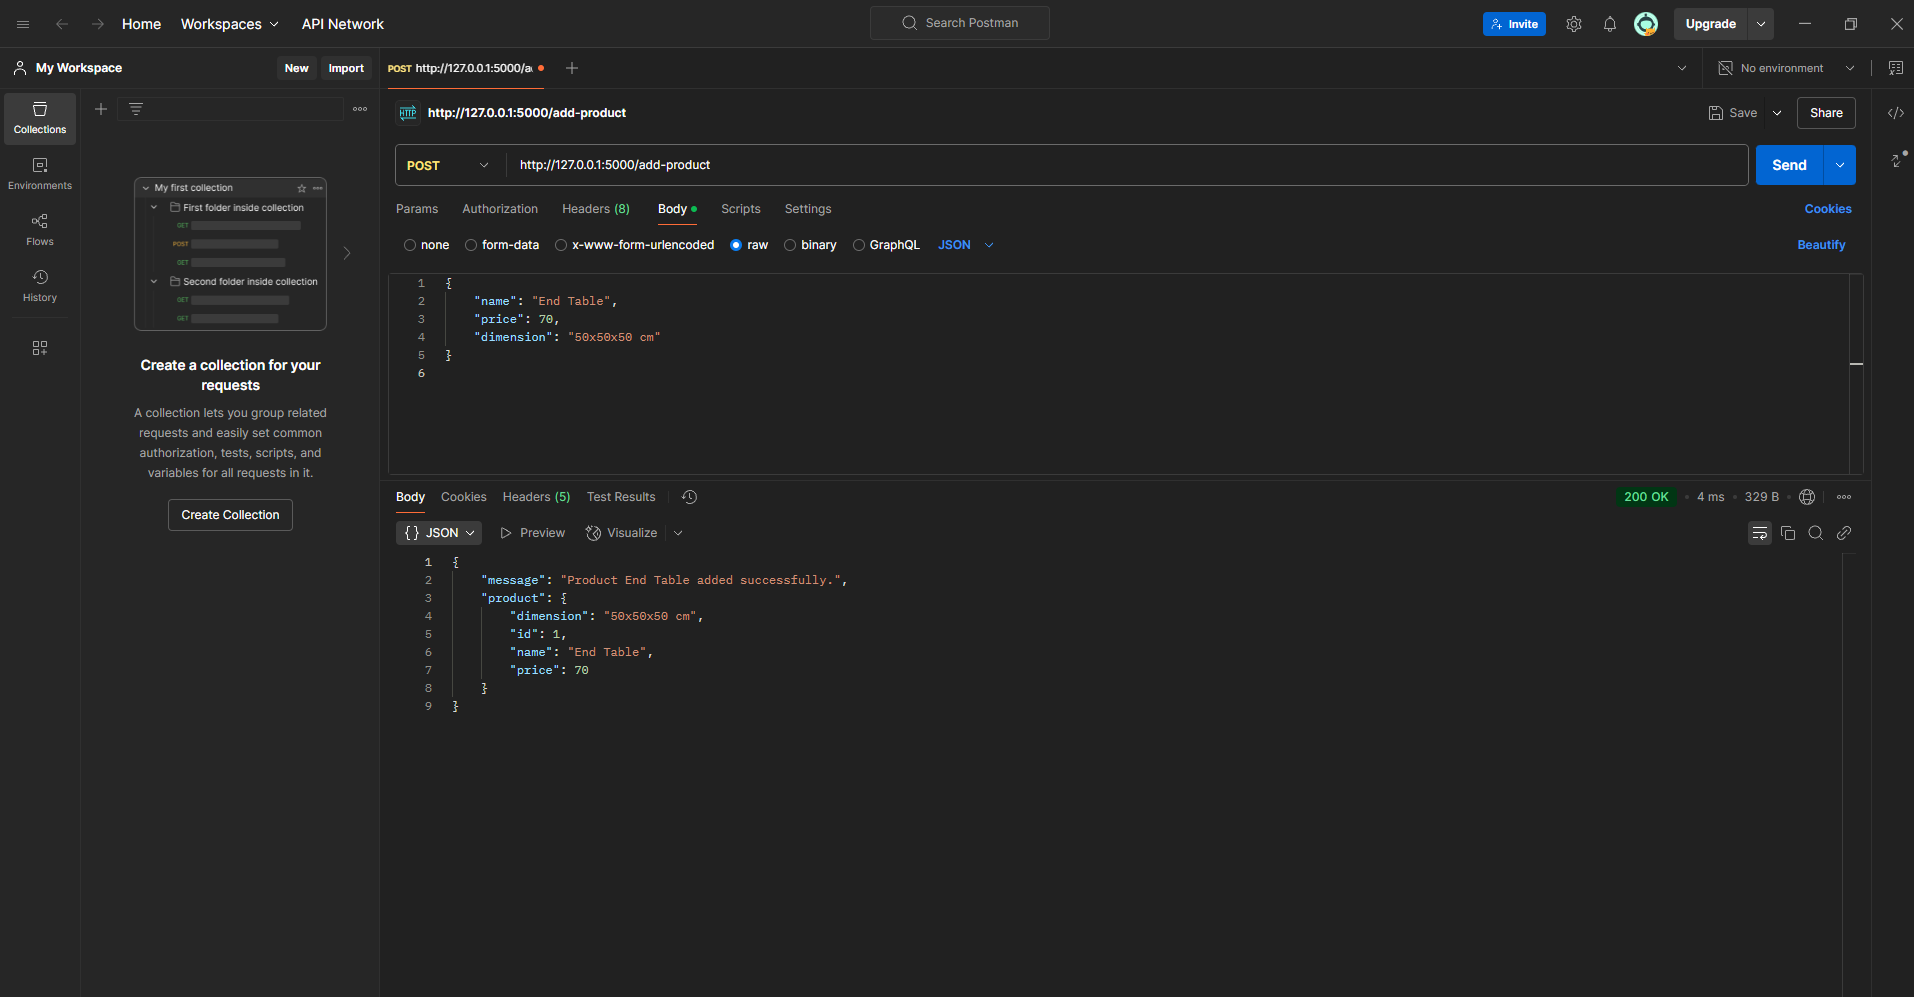 Home Workspaces API Network Search Postman Invite Upgrade
My Workspace New Import POST http://127.0.0.1:5000/a No environment
Collections
Environments
Flows
History
My first collection
First folder inside collection
GET
POST
GET
Second folder inside collection
GET
GET
Create a collection for your
requests
A collection lets you group related
requests and easily set common
authorization, tests, scripts, and
variables for all requests in it.
Create Collection
HTTP http://127.0.0.1:5000/add-product Save Share
POST http://127.0.0.1:5000/add-product Send
Params Authorization Headers (8) Body Scripts Settings Cookies
none form-data x-www-form-urlencoded raw binary GraphQL JSON Beautify
1 {
2 "name": "End Table",
3 "price": 70,
4 "dimension": "50x50x50 cm"
5 }
6
Body Cookies Headers (5) Test Results 200 OK • 4 ms • 329 B •
{} JSON Preview Visualize
1 {
2 "message": "Product End Table added successfully.",
3 "product": {
4 "dimension": "50x50x50 cm",
5 "id": 1,
6 "name": "End Table",
7 "price": 70
8 }
9 }